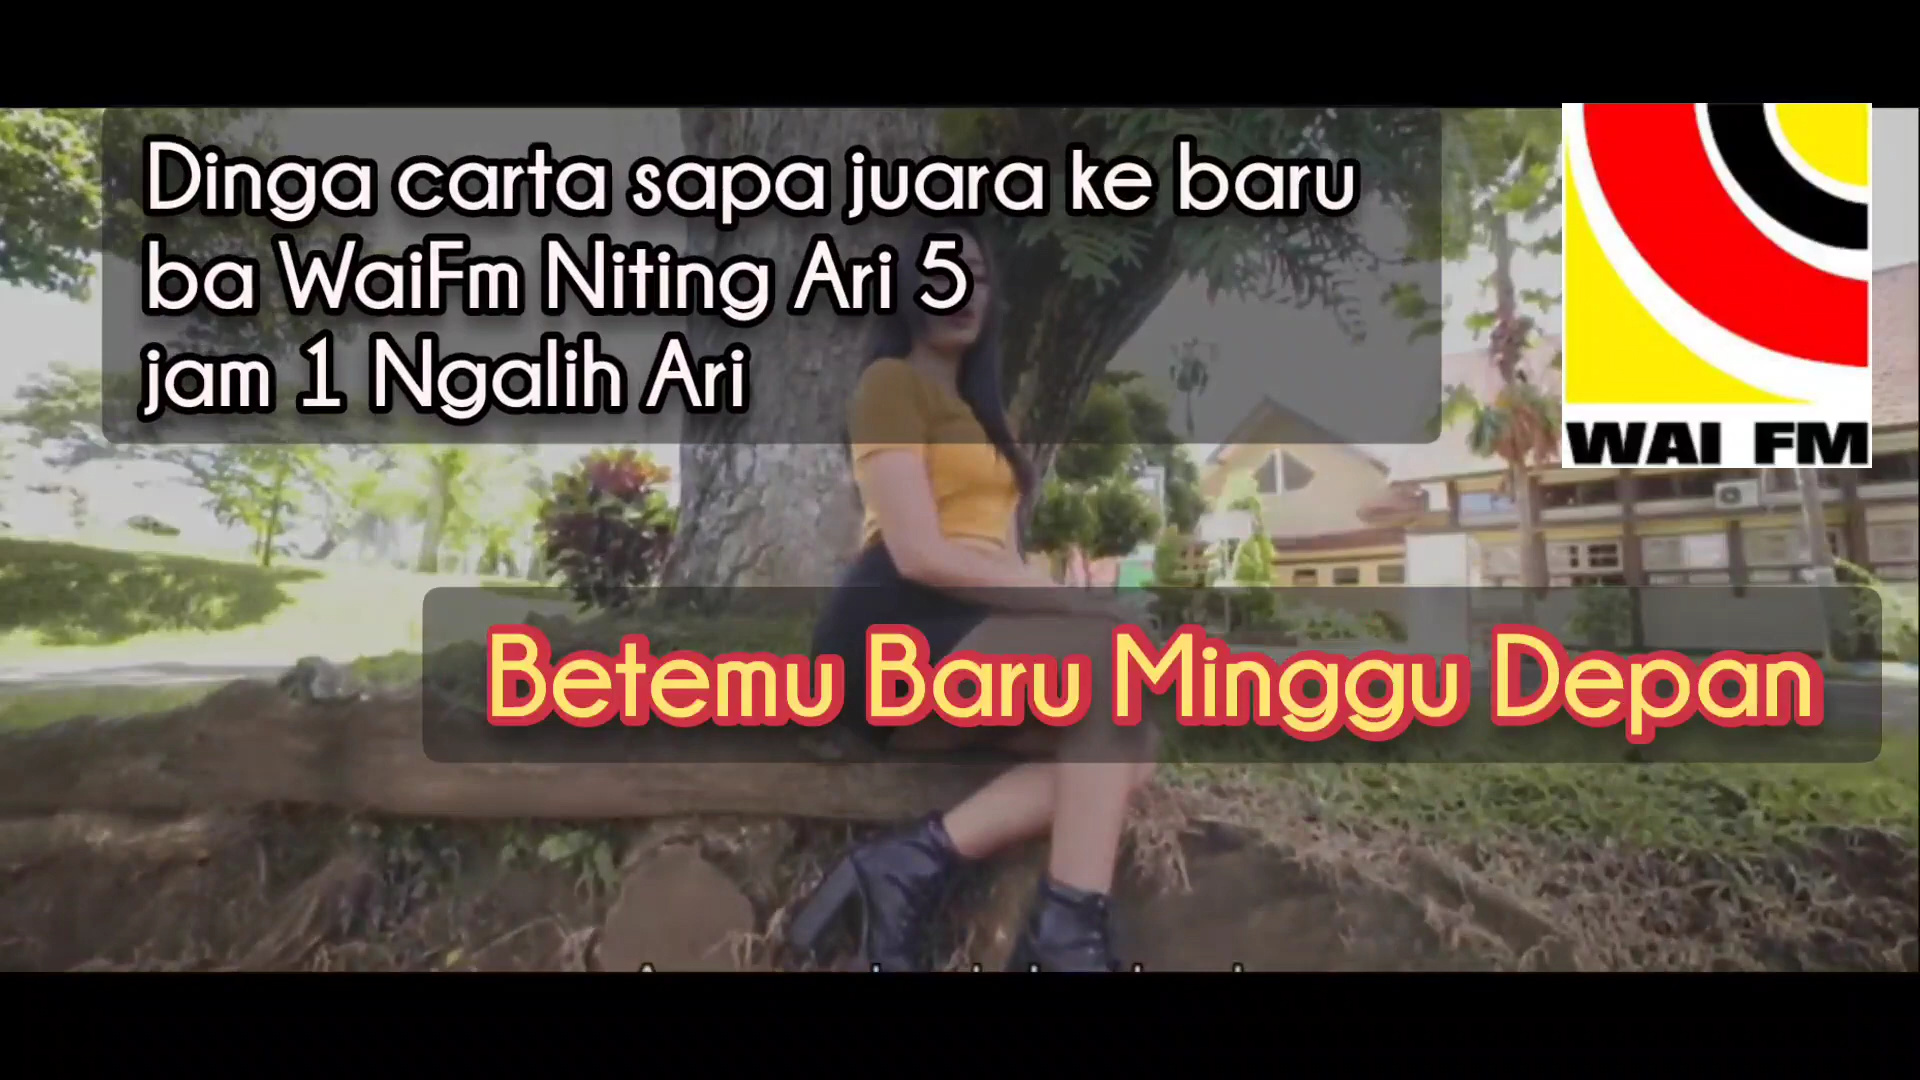 Dinga carta sapa juara ke baru
ba WaiFm Niting Ari 5
jam 1 Ngalih Ari
WAI FM
Betemu Baru Minggu Depan